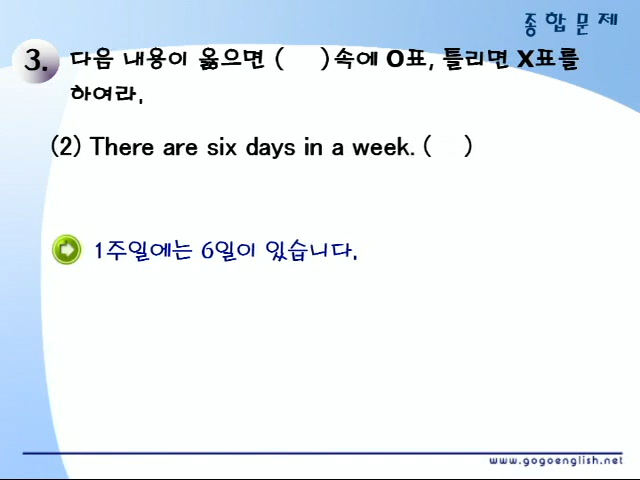 종합문제
3. 다음 내용이 옳으면 (    )속에 O표, 틀리면 X표를
하여라.
(2) There are six days in a week. (    )
1주일에는 6일이 있습니다.
www.gogoenglish.net